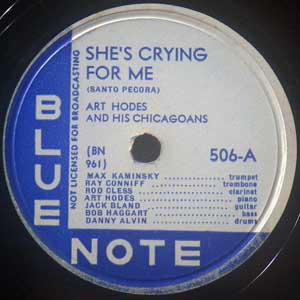 SHE'S CRYING
FOR ME
(SANTO PECORA)
ART HODES
AND HIS CHICAGOANS
(BN
961)
506-A
MAX KAMINSKY trumpet
RAY CONNIFF trombone
ROD CLESS clarinet
ART HODES piano
JACK BLAND guitar
BOB HAGGART bass
DANNY ALVIN drums
NOT LICENSED FOR BROADCASTING
BLUE
NOTE